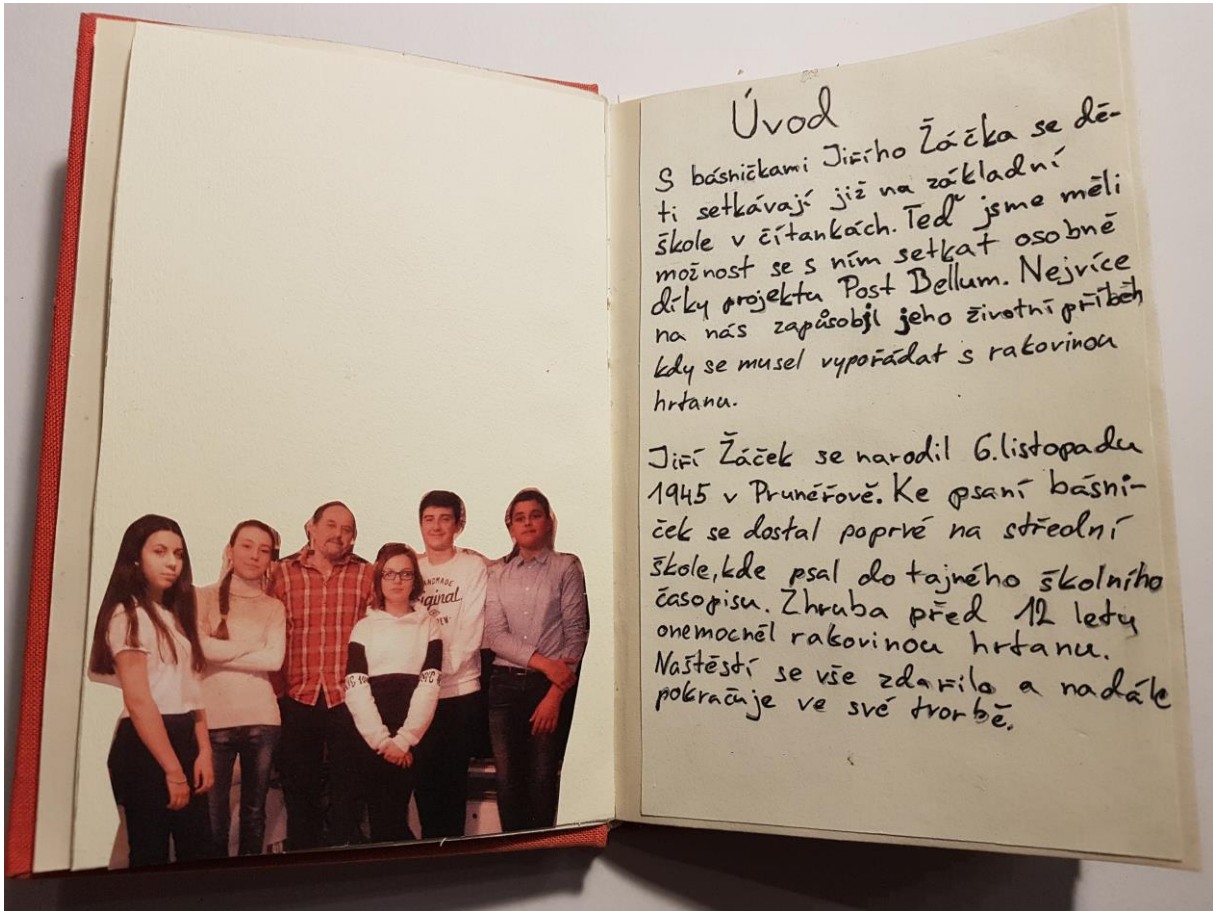 Úvod
S básničkami Jiřího Žáčka se dě-
ti setkávají již na základní
škole v čítankách. Teď jsme měli
možnost se s ním setkat osobně
díky projektu Post Bellum. Nejvíce
na nás zapůsobil jeho životní příběh
kdy se musel vypořádat s rakovinou
hrtanu.
Jiří Žáček se narodil 6. listopadu
1945 v Prunéřově. Ke psaní básni-
ček se dostal poprvé na střední
škole, kde psal do tajného školního
časopisu. Zhruba před 12 lety
onemocněl rakovinou hrtanu.
Naštěstí se vše zdařilo a nadále
pokračuje ve své tvorbě.
HANDMADE
Original